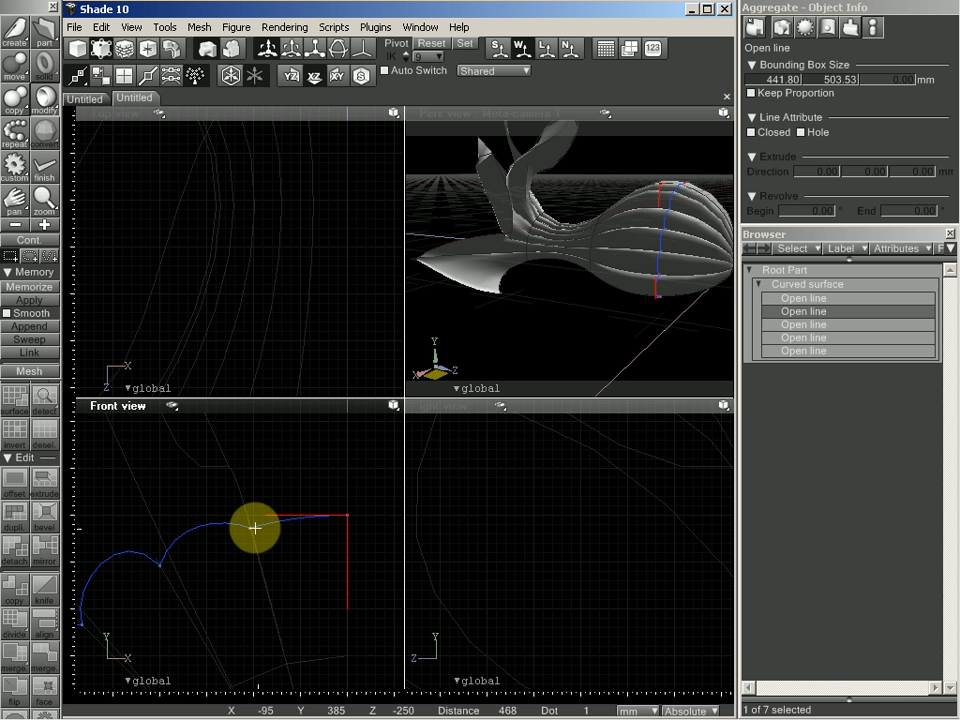 Shade 10
File Edit View Tools Mesh Figure Rendering Scripts Plugins Window Help
Pivot Reset Set
IK 9
Auto Switch Shared
YZ XZ XY S
123
Untitled Untitled
create part
move solid
copy modify
repeat convert
custom finish
pan zoom
Cont.
Memory
Memorize
Apply
Smooth
Append
Sweep
Link
Mesh
surface detect
invert desel.
Edit
offset extrude
dupli. bevel
detach mirror
copy knife
divide align
merge. merge.
flip face
X
Z
global
Y
X Z
global
Front view
Y
X
global
Y
Z
global
X -95 Y 385 Z -250 Distance 468 Dot 1 mm Absolute
Aggregate - Object Info
Open line
Bounding Box Size
441.80 503.53 0.00 mm
Keep Proportion
Line Attribute
Closed Hole
Extrude
Direction 0.00 0.00 0.00 mm
Revolve
Begin 0.00 ° End 0.00 °
Browser
Select Label Attributes F
Root Part
Curved surface
Open line
Open line
Open line
Open line
Open line
1 of 7 selected